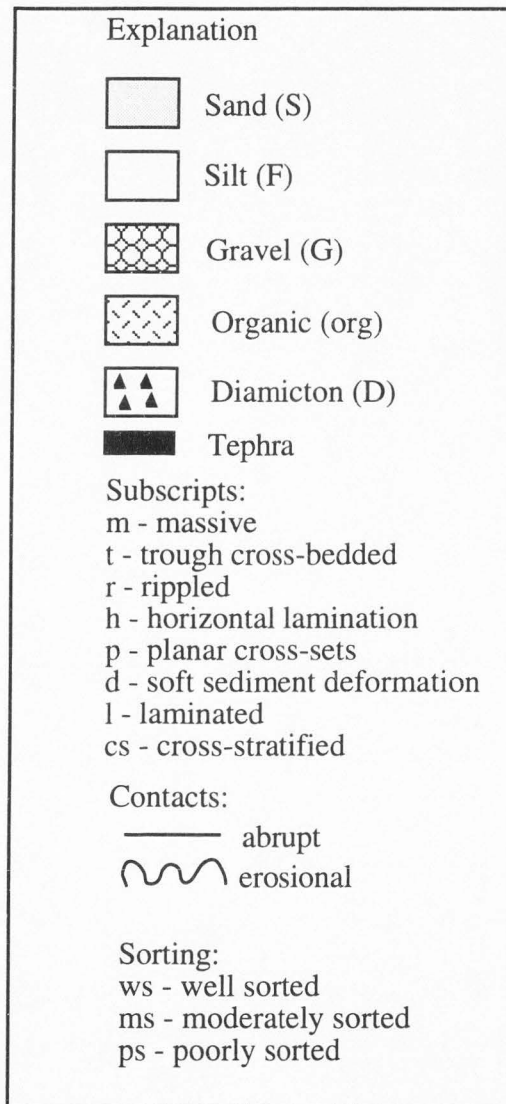 Explanation
Sand (S)
Silt (F)
Gravel (G)
Organic (org)
Diamicton (D)
Tephra
Subscripts:
m - massive
t - trough cross-bedded
r - rippled
h - horizontal lamination
p - planar cross-sets
d - soft sediment deformation
l - laminated
cs - cross-stratified
Contacts:
abrupt
erosional
Sorting:
ws - well sorted
ms - moderately sorted
ps - poorly sorted